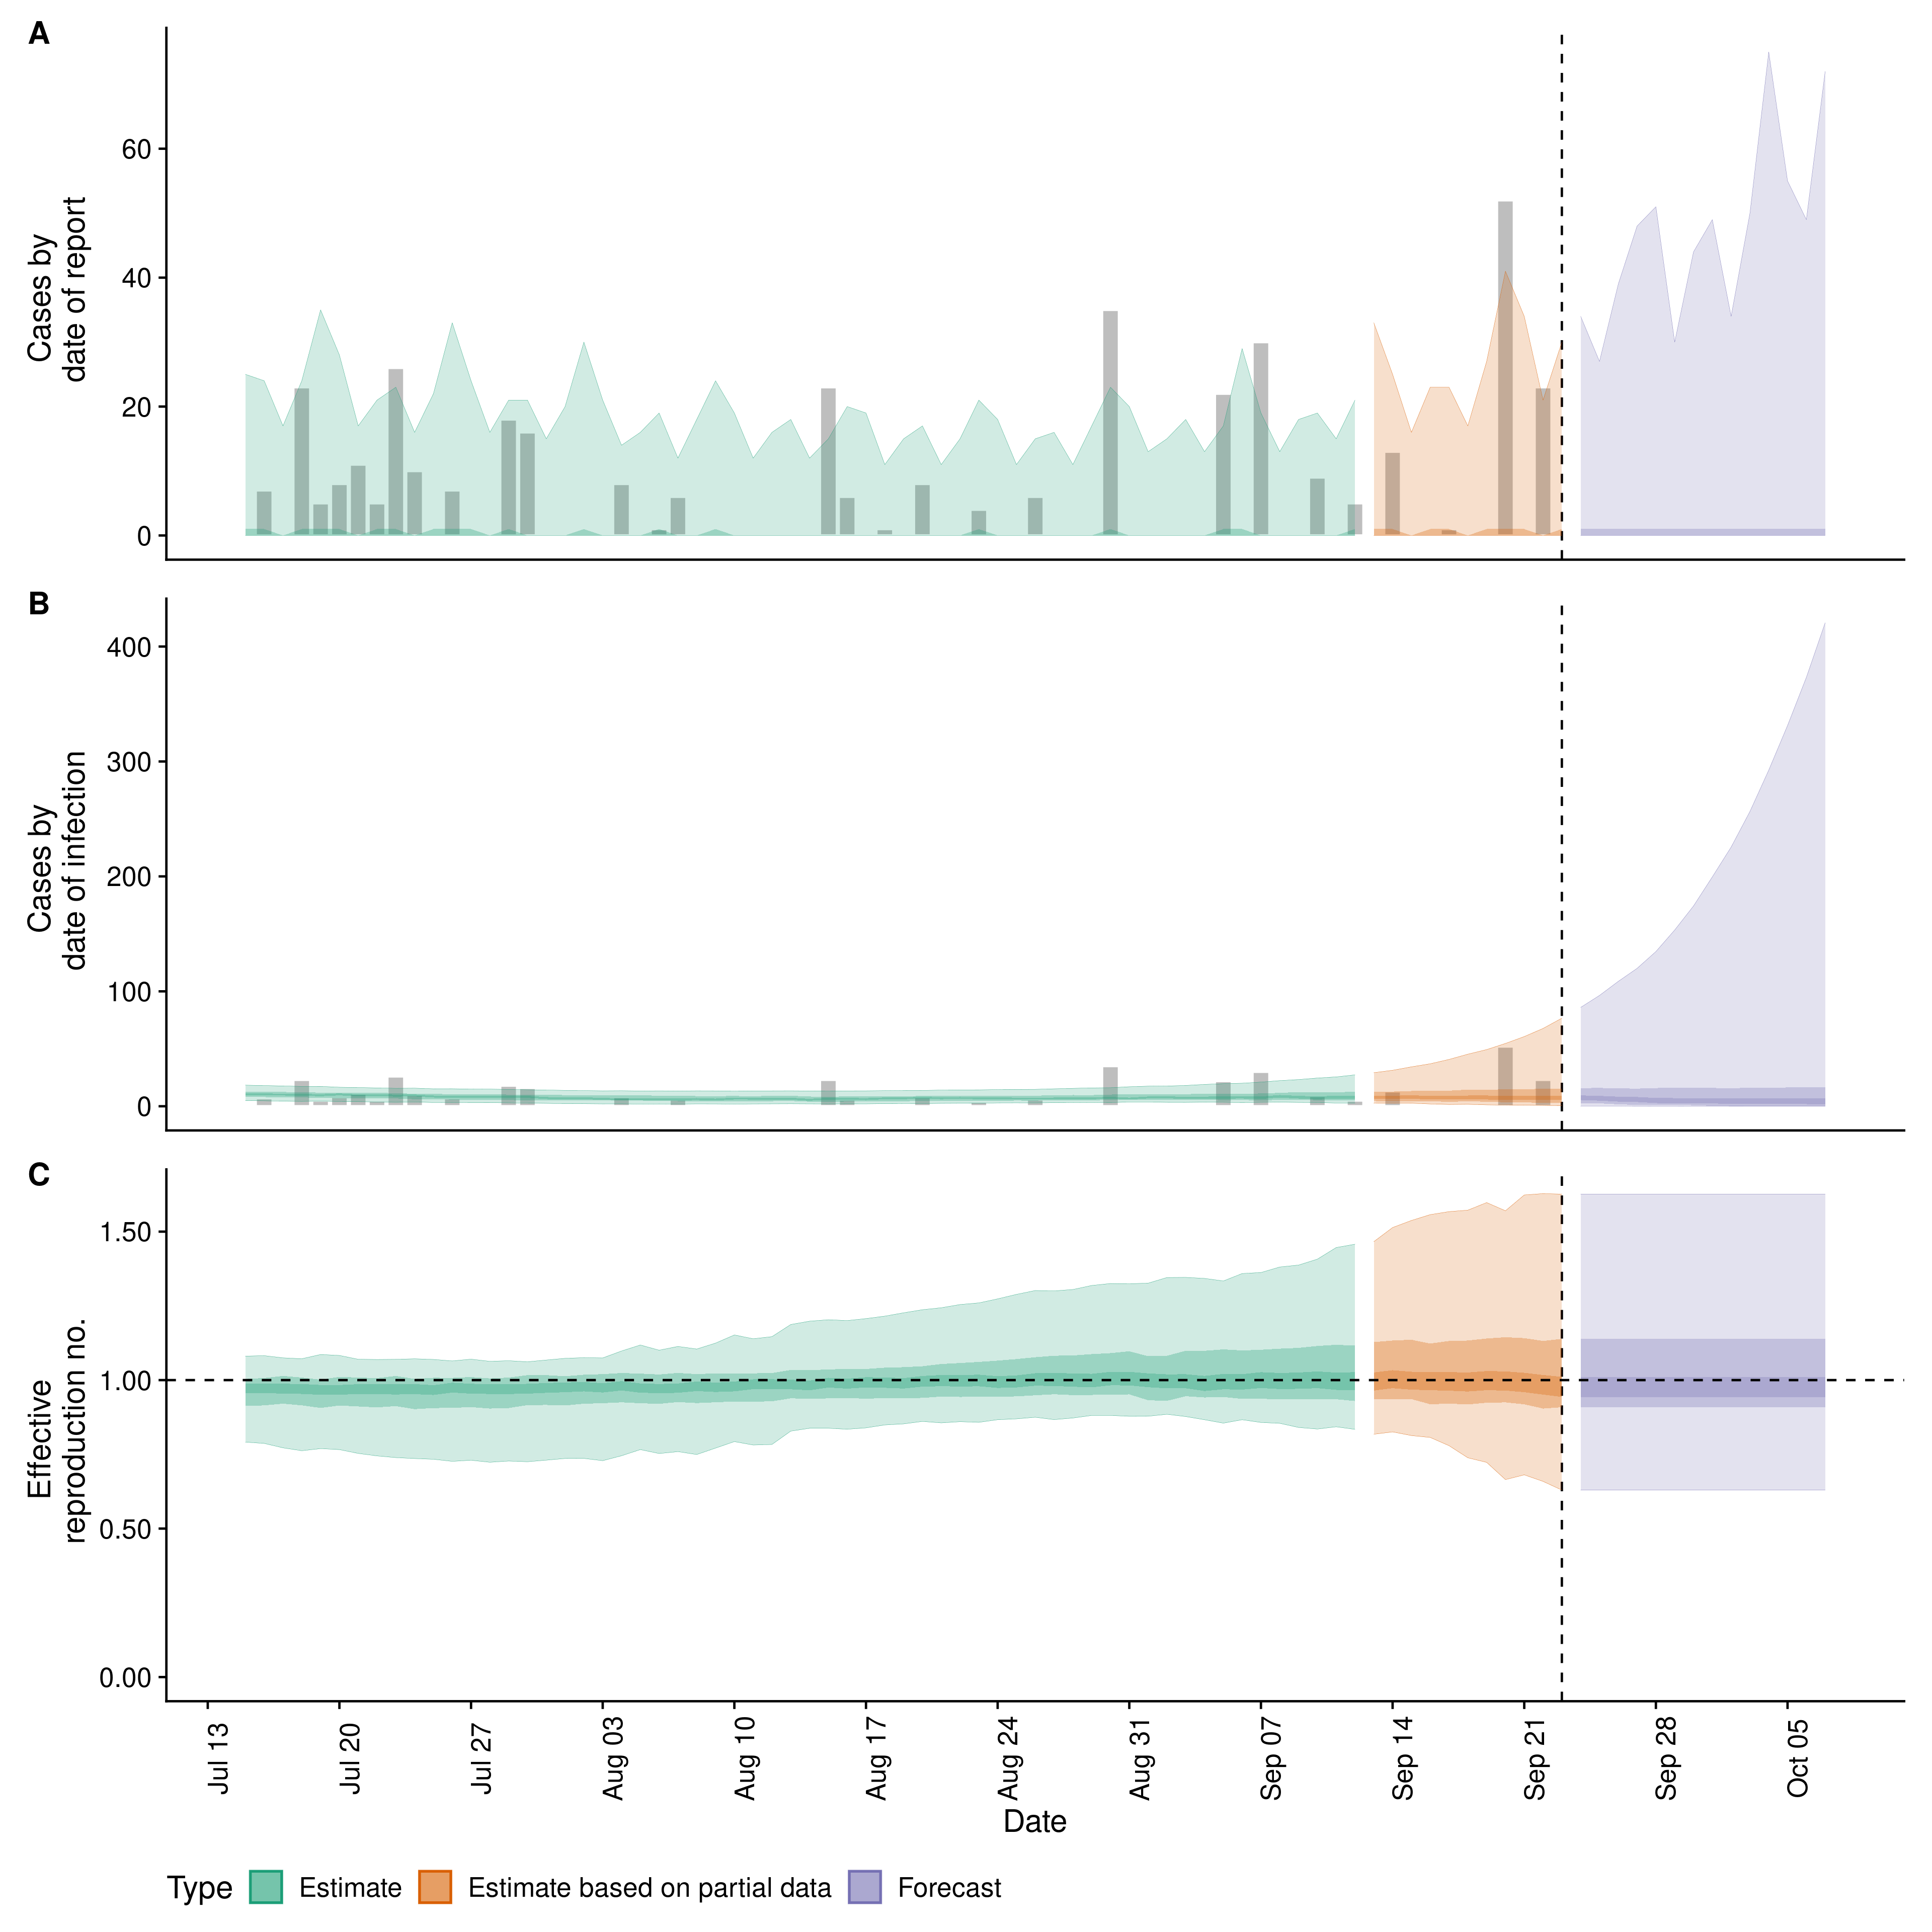 A
Cases by
date of report
60
40
20
0
B
Cases by
date of infection
400
300
200
100
0
C
Effective
reproduction no.
1.50
1.00
0.50
0.00
Jul 13
Jul 20
Jul 27
Aug 03
Aug 10
Aug 17
Aug 24
Aug 31
Sep 07
Sep 14
Sep 21
Sep 28
Oct 05
Date
Type Estimate Estimate based on partial data Forecast